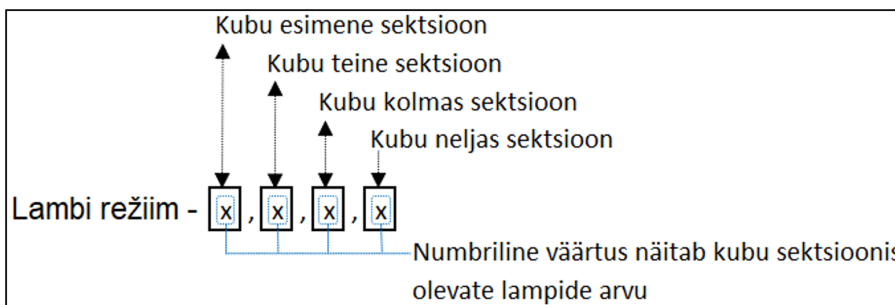 Kubu esimene sektsioon
Kubu teine sektsioon
Kubu kolmas sektsioon
Kubu neljas sektsioon
Lambi režiim - x , x , x , x
Numbriline väärtus näitab kubu sektsioonis
olevate lampide arvu